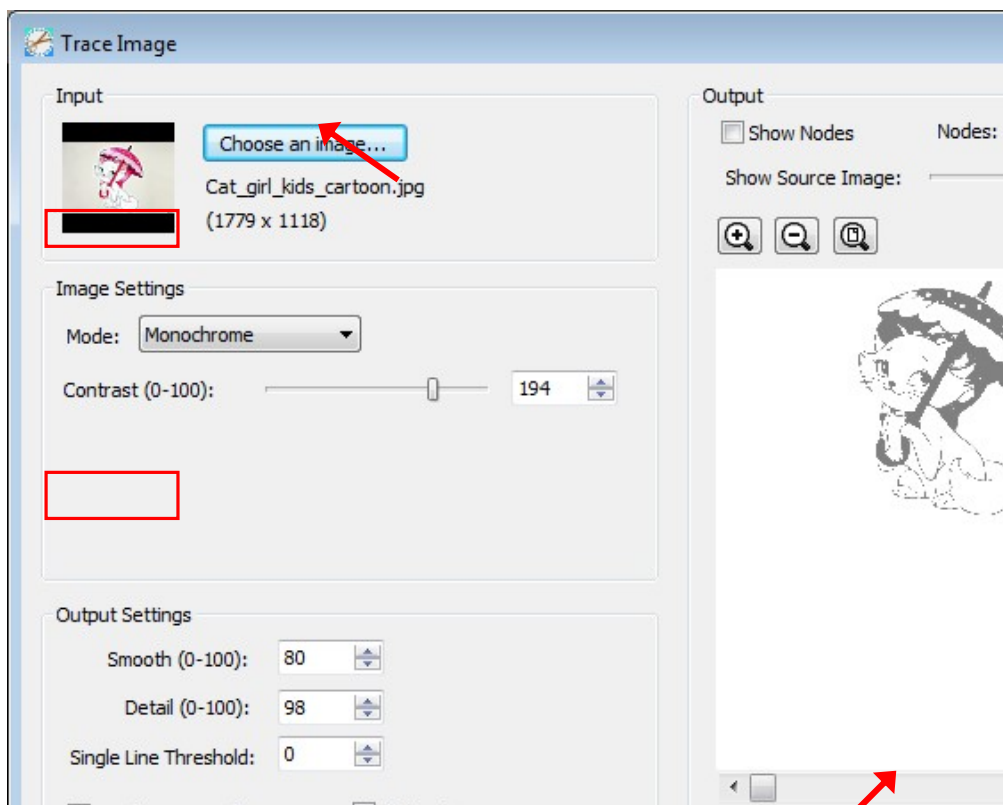 Trace Image
Input
Choose an image...
Cat_girl_kids_cartoon.jpg
(1779 x 1118)
Image Settings
Mode: Monochrome
Contrast (0-100): 194
Output Settings
Smooth (0-100): 80
Detail (0-100): 98
Single Line Threshold: 0
Output
Show Nodes Nodes:
Show Source Image: